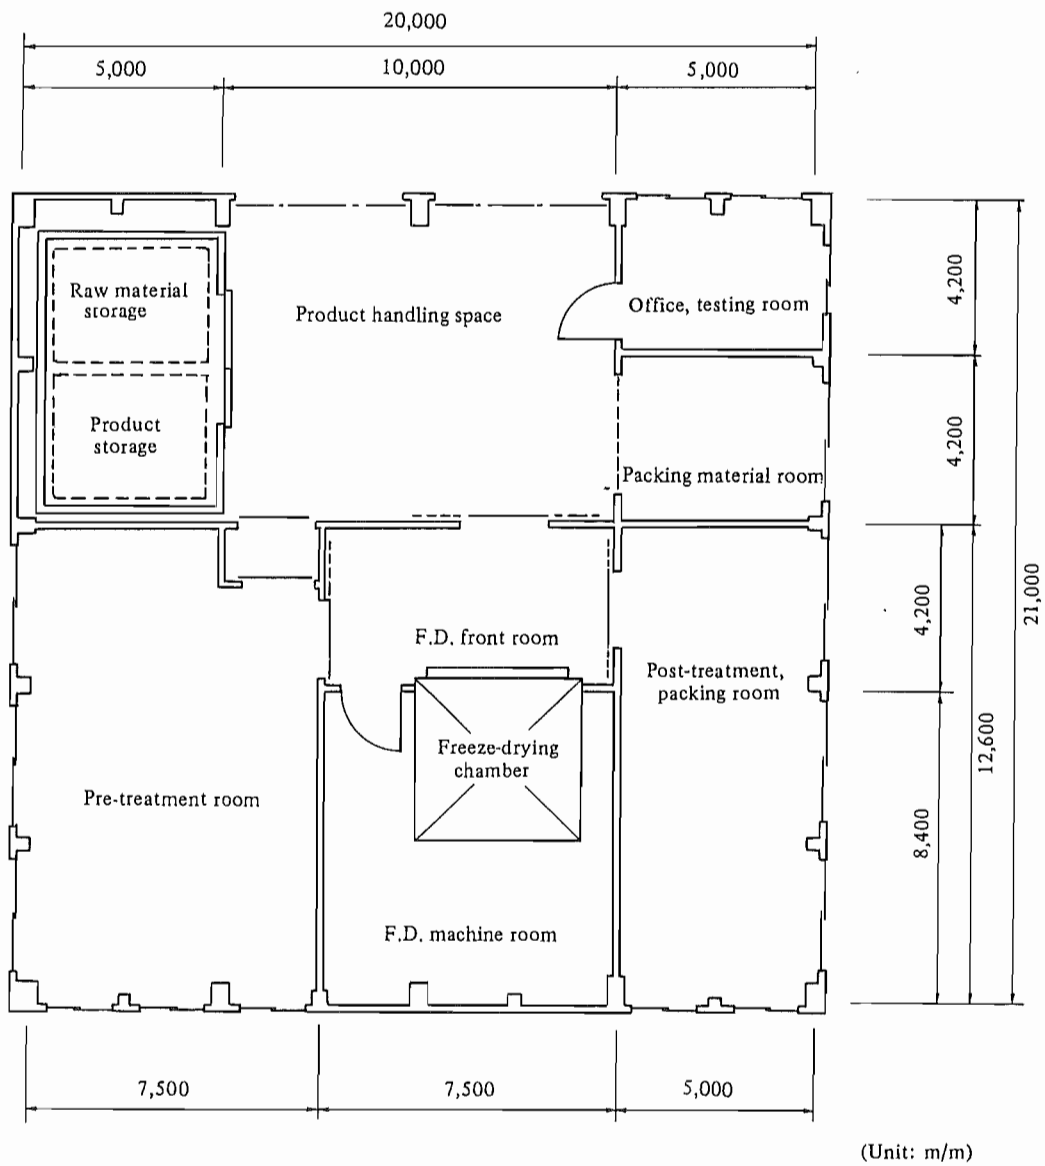 20,000
5,000
10,000
5,000
Raw material
storage
Product handling space
Office, testing room
4,200
Product
storage
Packing material room
4,200
21,000
F.D. front room
4,200
Post-treatment,
packing room
Freeze-drying
chamber
12,600
Pre-treatment room
8,400
F.D. machine room
7,500
7,500
5,000
(Unit: m/m)